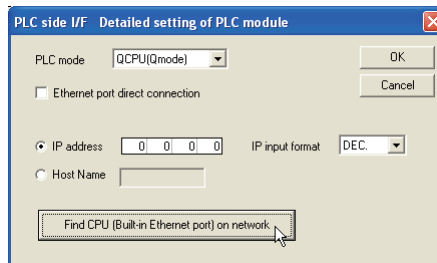 PLC side I/F Detailed setting of PLC module
PLC mode QCPU(Qmode) OK
Ethernet port direct connection Cancel
IP address 0 0 0 0 IP input format DEC.
Host Name
Find CPU (Built-in Ethernet port) on network